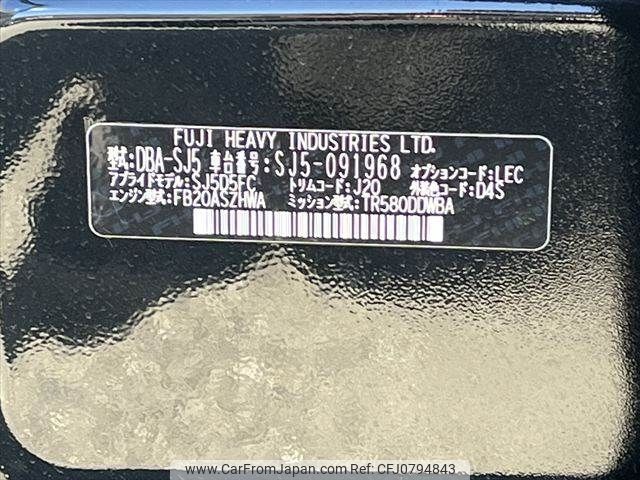 FUJI HEAVY INDUSTRIES LTD.
型式:DBA-SJ5 車台番号:SJ5-091968 オプションコード:LEC
アプライドモデル:SJ5D5FC トリムコード:J20 外装色コード:D4S
エンジン型式:FB20ASZHWA ミッション型式:TR580DDWBA
www.CarFromJapan.com Car Ref No.CFJ0794843